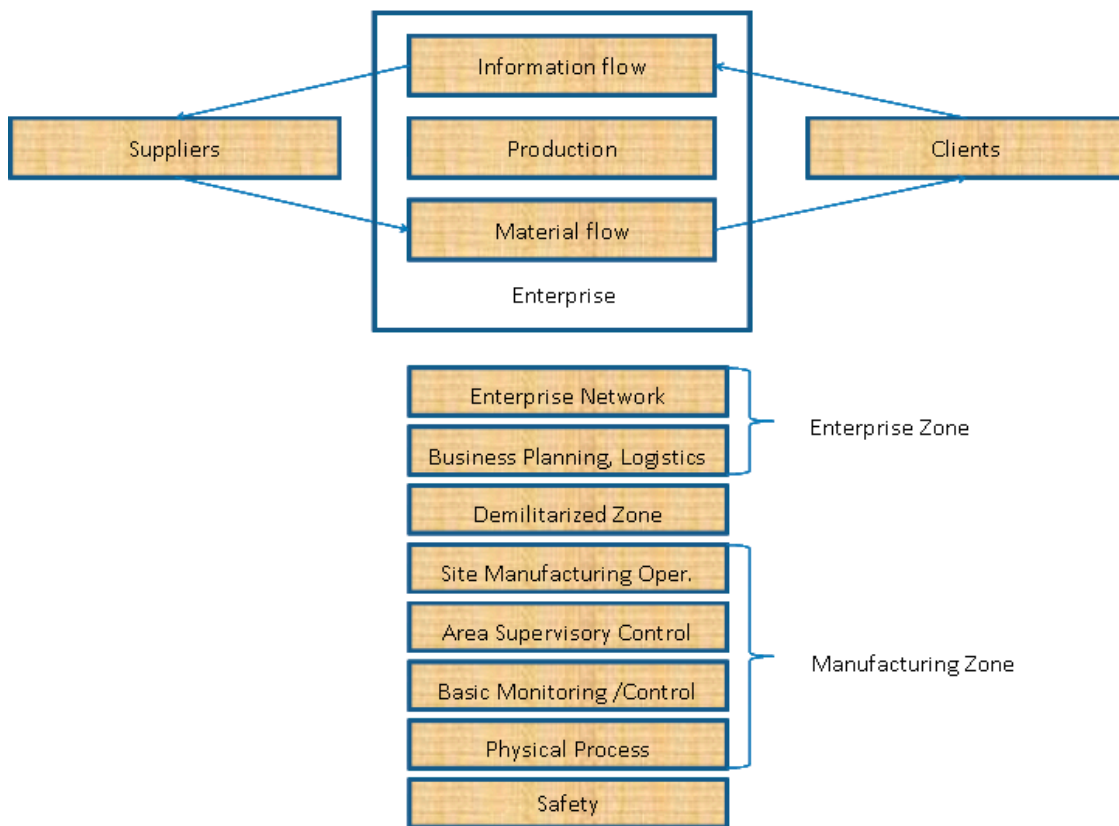 Information flow
Suppliers
Production
Clients
Material flow
Enterprise
Enterprise Network
Enterprise Zone
Business Planning, Logistics
Demilitarized Zone
Site Manufacturing Oper.
Area Supervisory Control
Manufacturing Zone
Basic Monitoring /Control
Physical Process
Safety